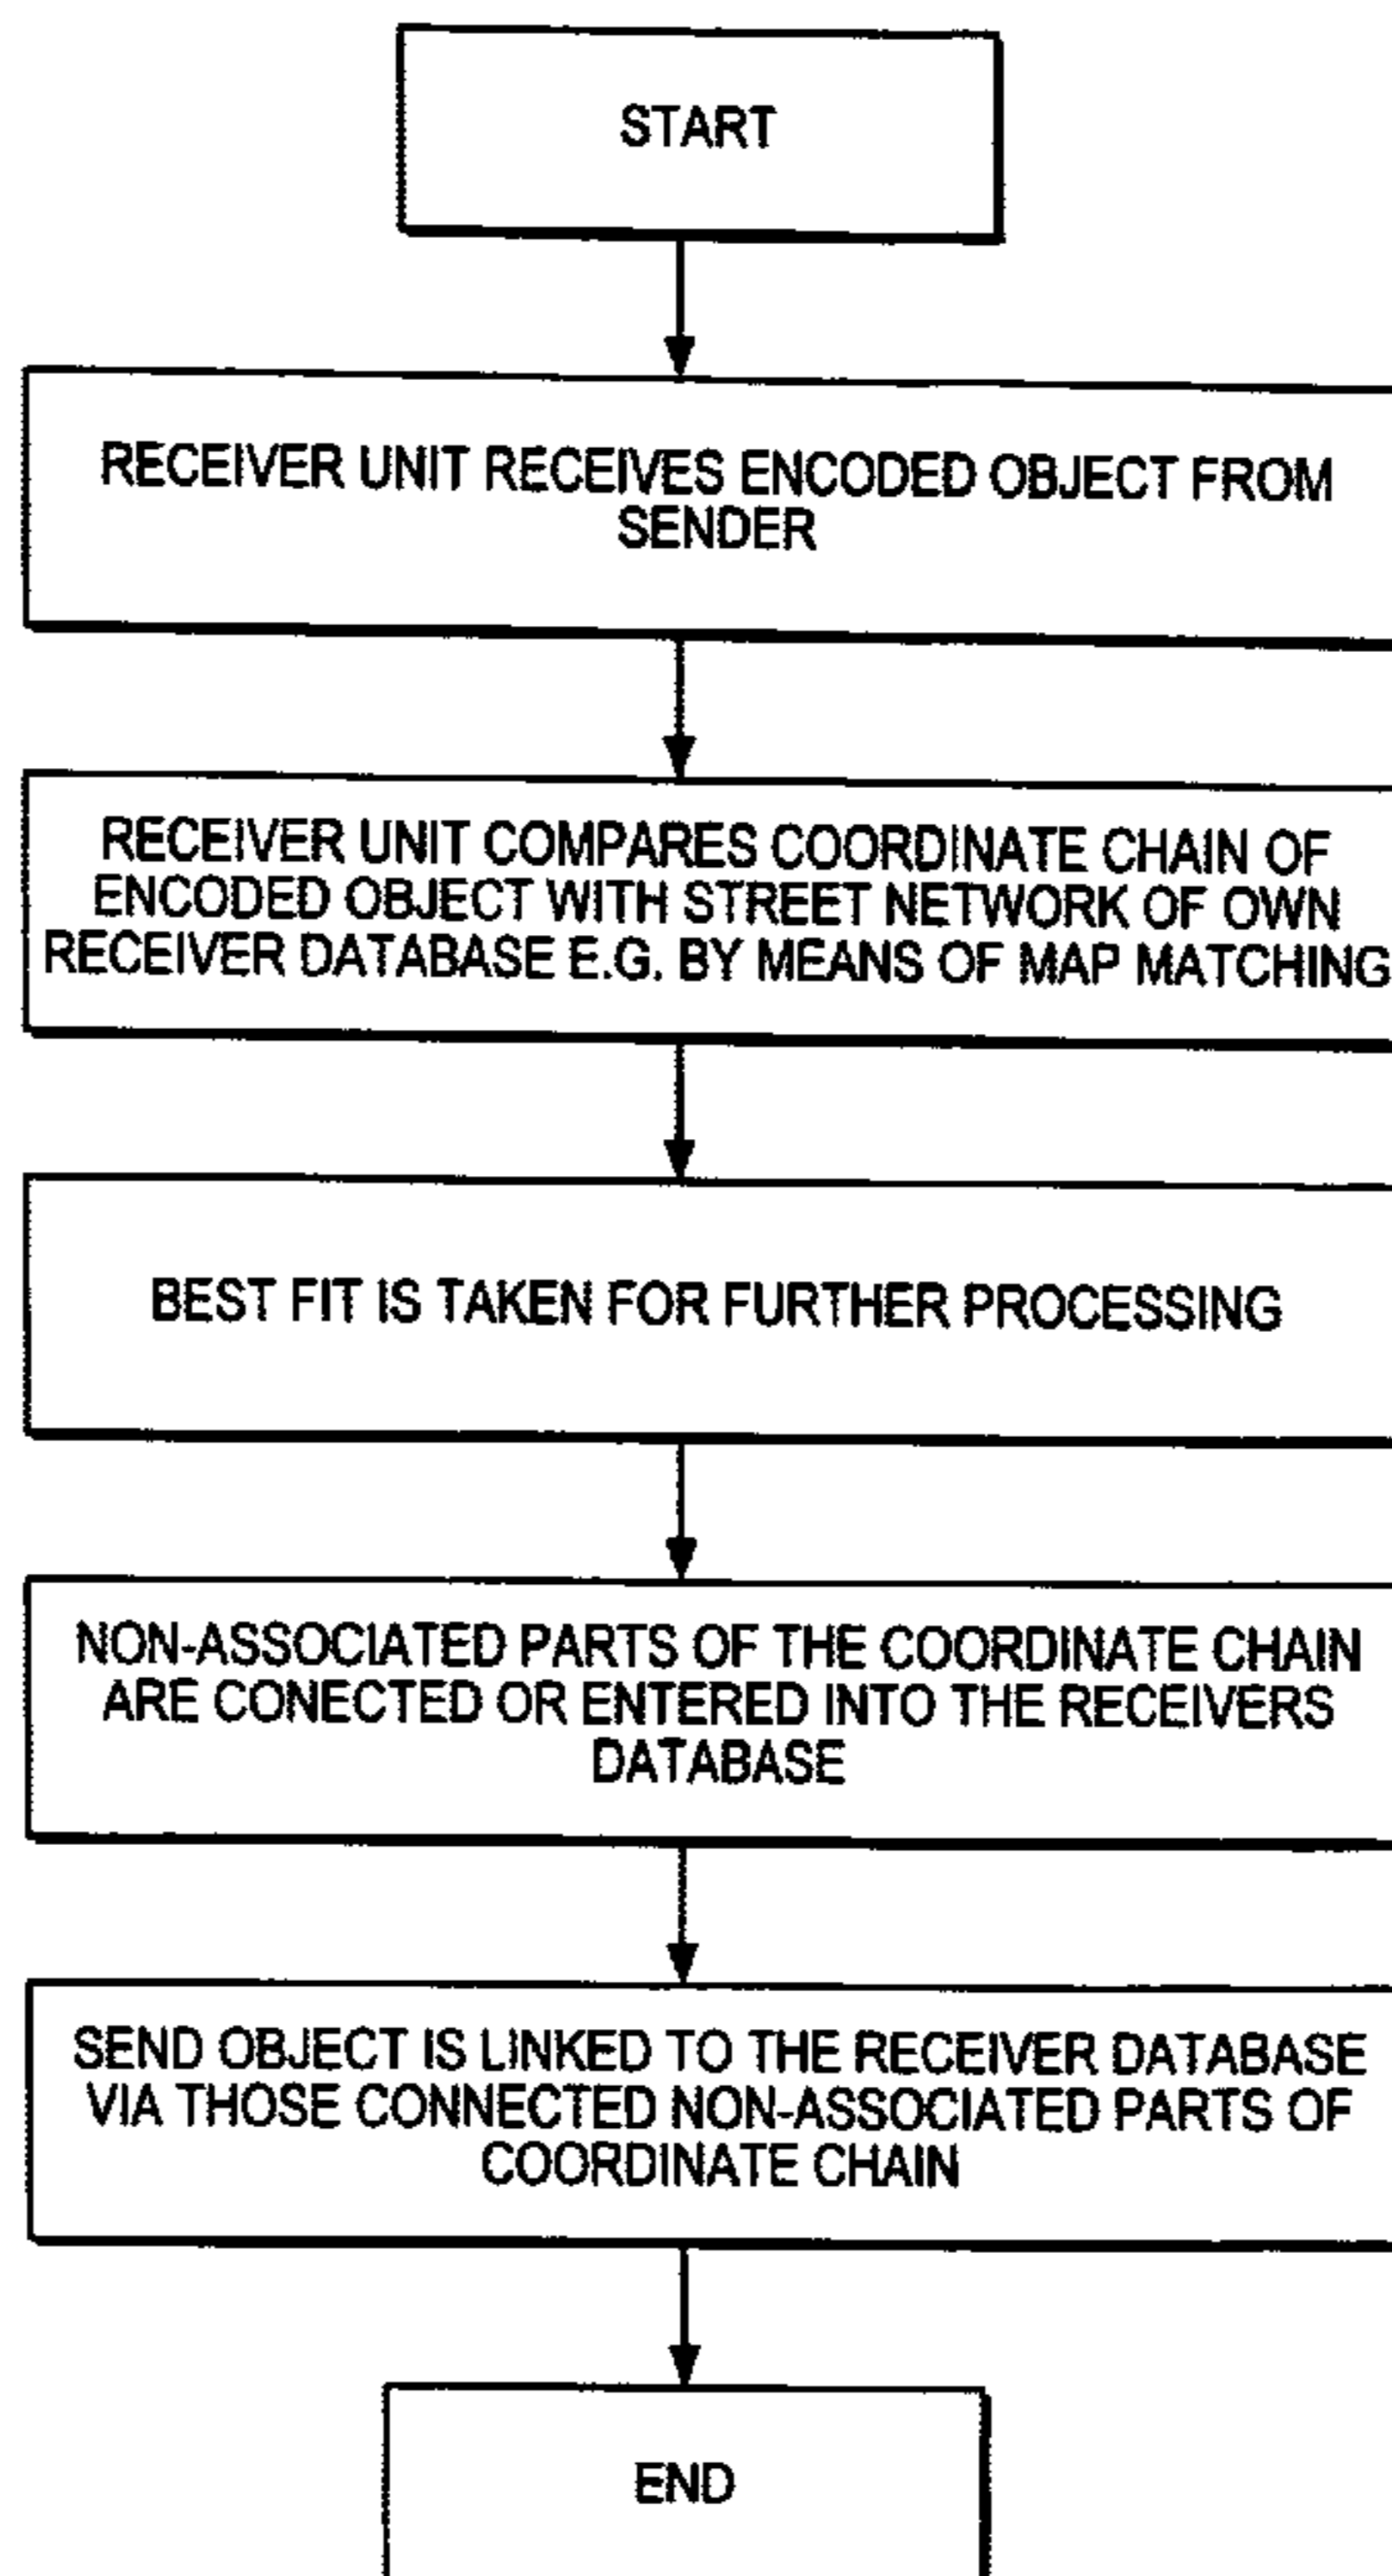 START
RECEIVER UNIT RECEIVES ENCODED OBJECT FROM
SENDER
RECEIVER UNIT COMPARES COORDINATE CHAIN OF
ENCODED OBJECT WITH STREET NETWORK OF OWN
RECEIVER DATABASE E.G. BY MEANS OF MAP MATCHING
BEST FIT IS TAKEN FOR FURTHER PROCESSING
NON-ASSOCIATED PARTS OF THE COORDINATE CHAIN
ARE CONECTED OR ENTERED INTO THE RECEIVERS
DATABASE
SEND OBJECT IS LINKED TO THE RECEIVER DATABASE
VIA THOSE CONNECTED NON-ASSOCIATED PARTS OF
COORDINATE CHAIN
END